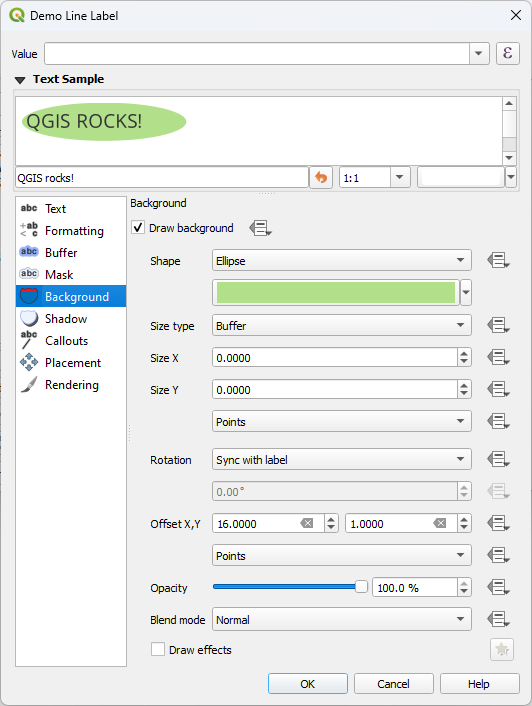 Demo Line Label
Value
ε
Text Sample
QGIS ROCKS!
QGIS rocks!
1:1
abc Text
+ab
< c Formatting
abc Buffer
abc Mask
Background
Shadow
abc Callouts
Placement
Rendering
Background
Draw background
Shape Ellipse
Size type Buffer
Size X 0.0000
Size Y 0.0000
Points
Rotation Sync with label
0.00 °
Offset X,Y 16.0000 1.0000
Points
Opacity 100.0 %
Blend mode Normal
Draw effects
OK Cancel Help